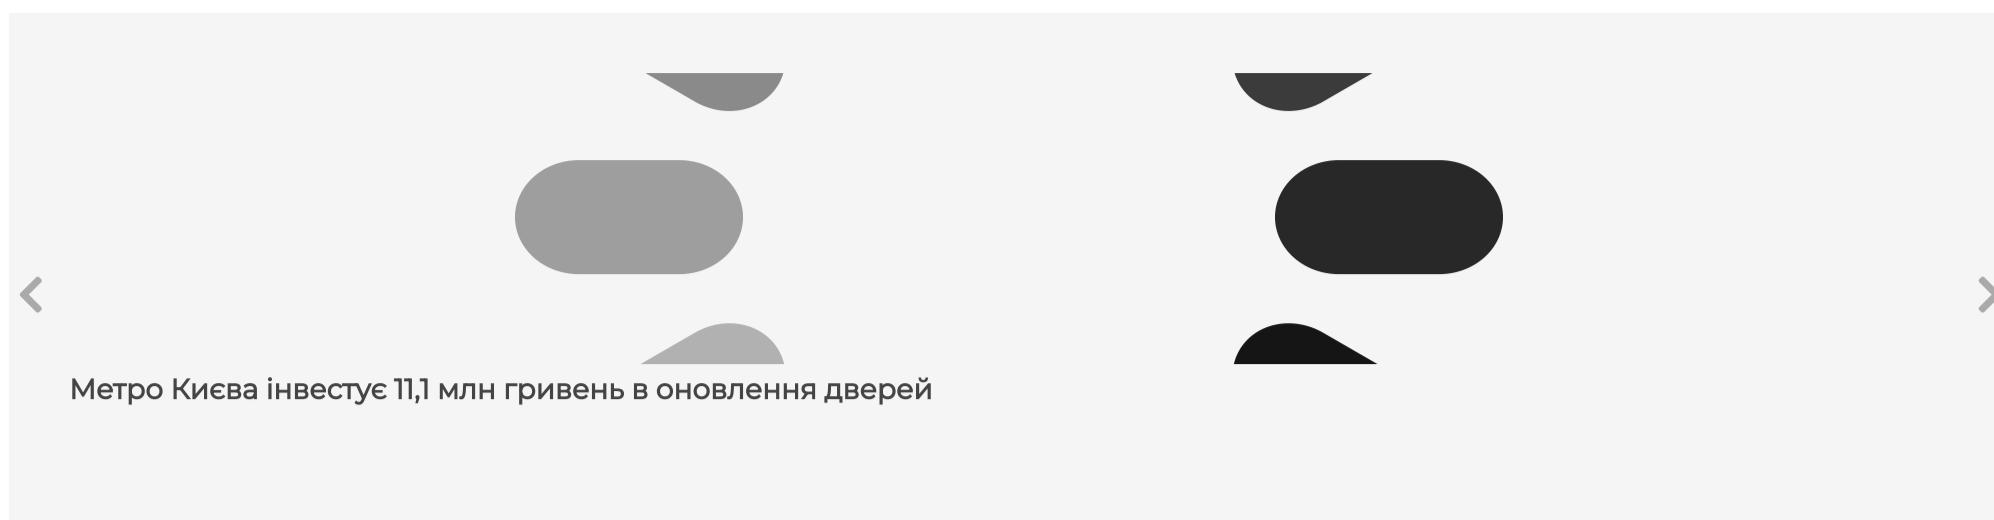 Метро Києва інвестує 11,1 млн гривень в оновлення дверей